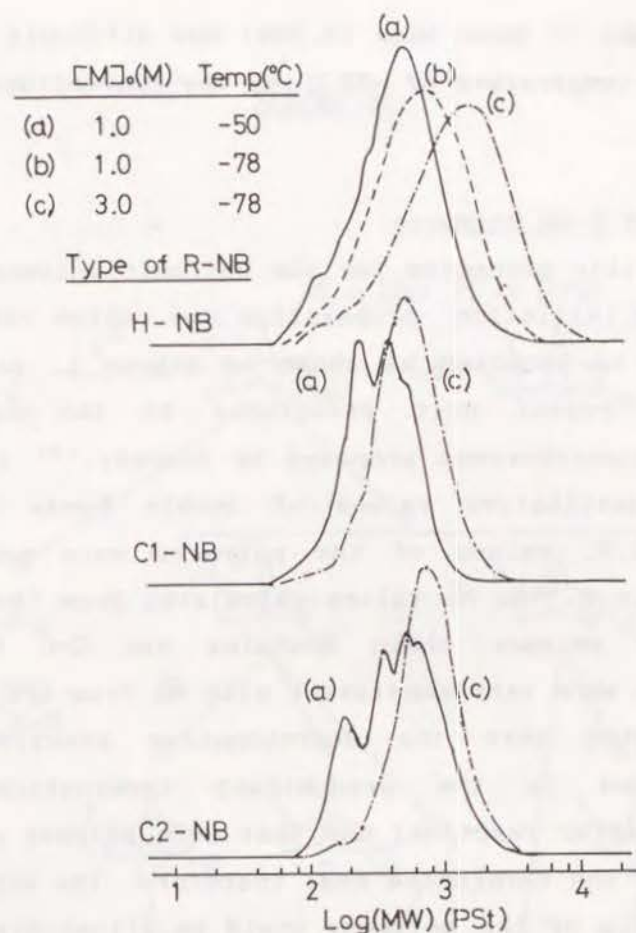 [M]₀(M) Temp(°C)
(a) 1.0 -50
(b) 1.0 -78
(c) 3.0 -78
Type of R-NB
(a)
(b)
(c)
H-NB
(a)
(c)
C1-NB
(a)
(c)
C2-NB
1 2 3 4
Log(MW) (PSt)